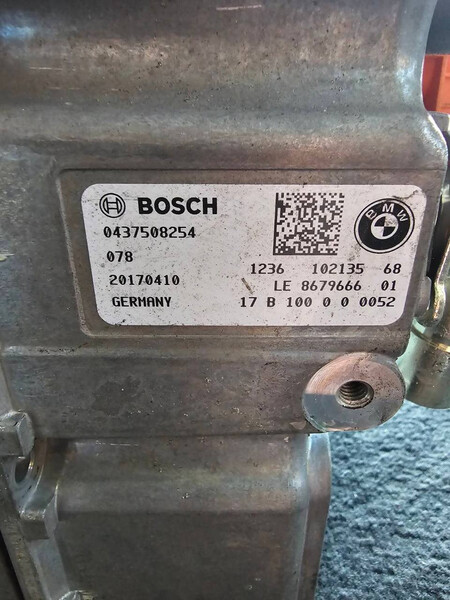 BOSCH
0437508254
078
20170410
GERMANY
BMW
1236 102135 68
LE 8679666 01
17 B 100 0 0 0052